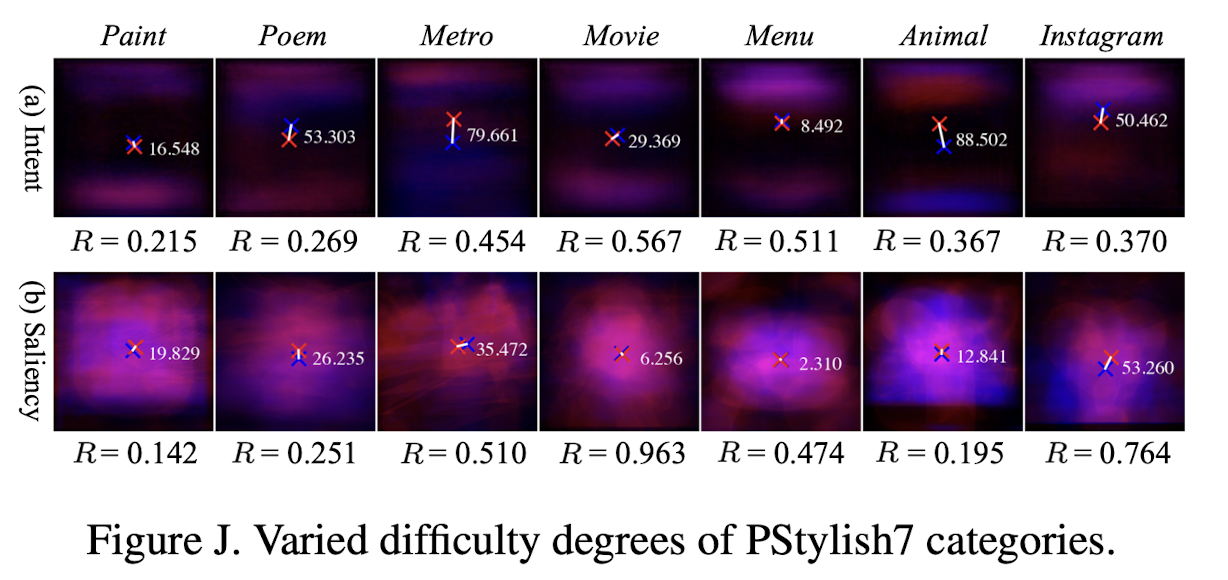 Paint Poem Metro Movie Menu Animal Instagram
(a) Intent
16.548 53.303 79.661 29.369 8.492 88.502 50.462
R = 0.215 R = 0.269 R = 0.454 R = 0.567 R = 0.511 R = 0.367 R = 0.370
(b) Saliency
19.829 26.235 35.472 6.256 2.310 12.841 53.260
R = 0.142 R = 0.251 R = 0.510 R = 0.963 R = 0.474 R = 0.195 R = 0.764
Figure J. Varied difficulty degrees of PStylish7 categories.